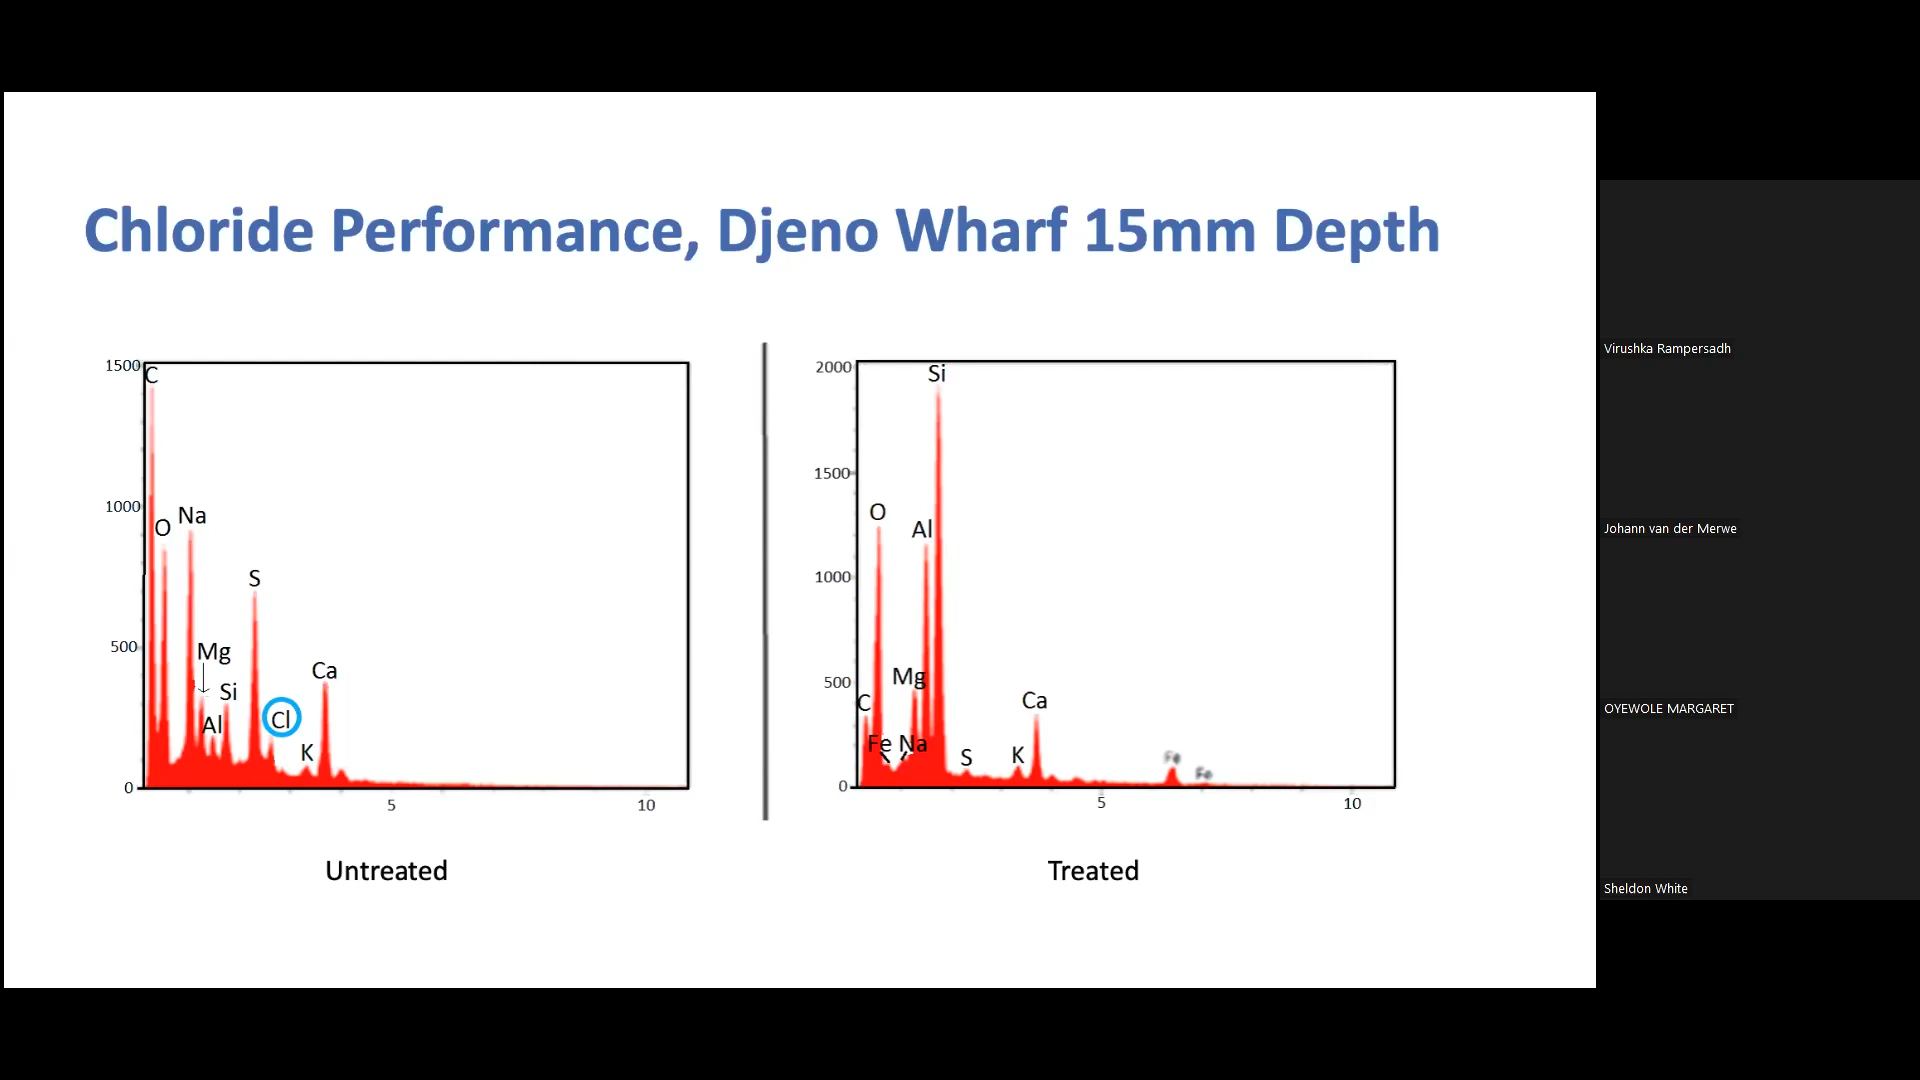 Chloride Performance, Djeno Wharf 15mm Depth
1500
C
1000
Na
O
S
500
Mg
Ca
Si
Cl
Al
K
0
5
10
Untreated
2000
Si
1500
O
Al
1000
Mg
500
C
Ca
Fe
Na
S
K
Fe
Fe
0
5
10
Treated
Virushka Rampersadh
Johann van der Merwe
OYEWOLE MARGARET
Sheldon White